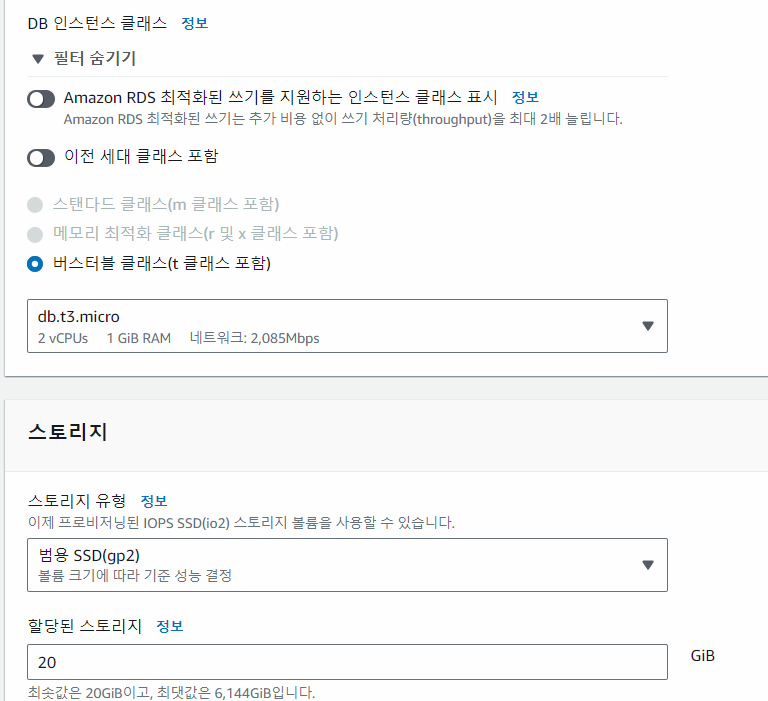 DB 인스턴스 클래스 정보
▼ 필터 숨기기
Amazon RDS 최적화된 쓰기를 지원하는 인스턴스 클래스 표시 정보
Amazon RDS 최적화된 쓰기는 추가 비용 없이 쓰기 처리량(throughput)을 최대 2배 늘립니다.
이전 세대 클래스 포함
스탠다드 클래스(m 클래스 포함)
메모리 최적화 클래스(r 및 x 클래스 포함)
버스터블 클래스(t 클래스 포함)
db.t3.micro
2 vCPUs 1 GiB RAM 네트워크: 2,085Mbps
스토리지
스토리지 유형 정보
이제 프로비저닝된 IOPS SSD(io2) 스토리지 볼륨을 사용할 수 있습니다.
범용 SSD(gp2)
볼륨 크기에 따라 기준 성능 결정
할당된 스토리지 정보
20 GiB
최솟값은 20GiB이고, 최댓값은 6,144GiB입니다.